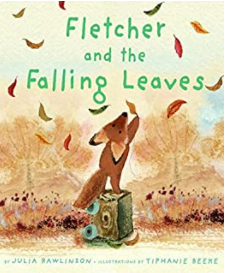 Fletcher
and the
Falling Leaves
BY JULIA RAWLINSON • ILLUSTRATIONS BY TIPHANIE BEEKE